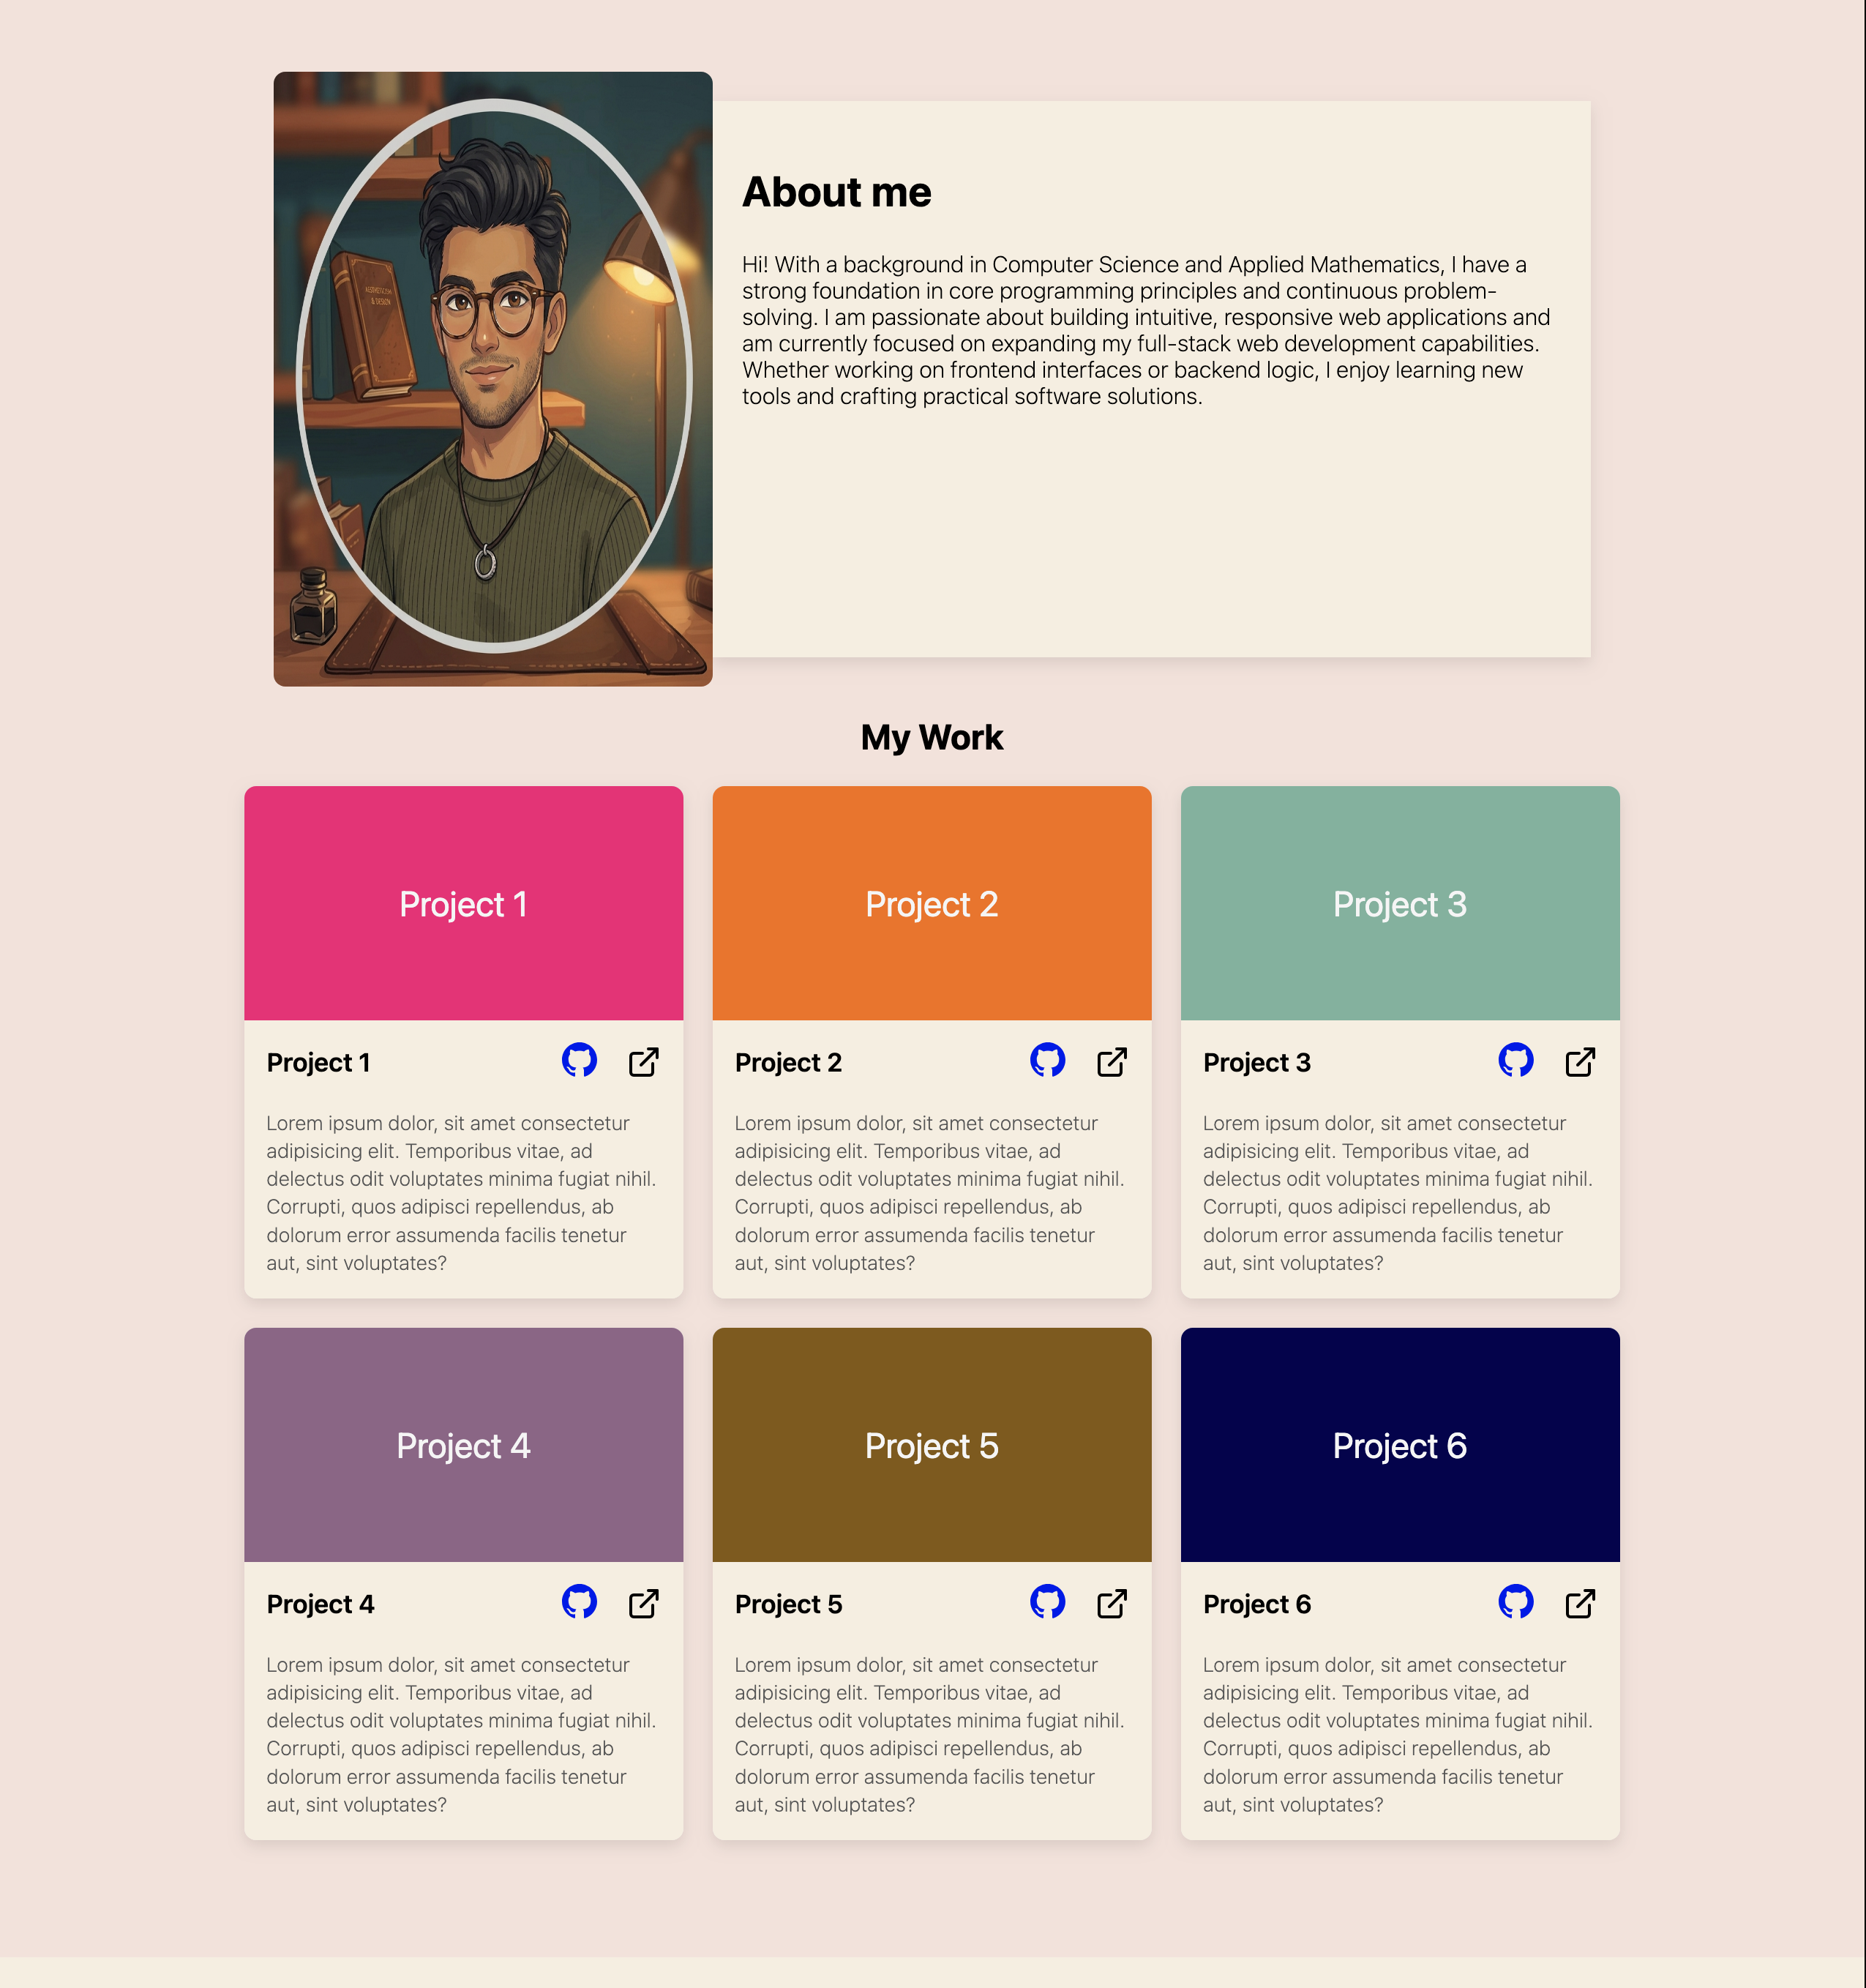 AESTHETICISM
& DESIGN
About me
Hi! With a background in Computer Science and Applied Mathematics, I have a
strong foundation in core programming principles and continuous problem-
solving. I am passionate about building intuitive, responsive web applications and
am currently focused on expanding my full-stack web development capabilities.
Whether working on frontend interfaces or backend logic, I enjoy learning new
tools and crafting practical software solutions.
My Work
Project 1
Project 2
Project 3
Project 1
Lorem ipsum dolor, sit amet consectetur
adipisicing elit. Temporibus vitae, ad
delectus odit voluptates minima fugiat nihil.
Corrupti, quos adipisci repellendus, ab
dolorum error assumenda facilis tenetur
aut, sint voluptates?
Project 2
Lorem ipsum dolor, sit amet consectetur
adipisicing elit. Temporibus vitae, ad
delectus odit voluptates minima fugiat nihil.
Corrupti, quos adipisci repellendus, ab
dolorum error assumenda facilis tenetur
aut, sint voluptates?
Project 3
Lorem ipsum dolor, sit amet consectetur
adipisicing elit. Temporibus vitae, ad
delectus odit voluptates minima fugiat nihil.
Corrupti, quos adipisci repellendus, ab
dolorum error assumenda facilis tenetur
aut, sint voluptates?
Project 4
Project 5
Project 6
Project 4
Lorem ipsum dolor, sit amet consectetur
adipisicing elit. Temporibus vitae, ad
delectus odit voluptates minima fugiat nihil.
Corrupti, quos adipisci repellendus, ab
dolorum error assumenda facilis tenetur
aut, sint voluptates?
Project 5
Lorem ipsum dolor, sit amet consectetur
adipisicing elit. Temporibus vitae, ad
delectus odit voluptates minima fugiat nihil.
Corrupti, quos adipisci repellendus, ab
dolorum error assumenda facilis tenetur
aut, sint voluptates?
Project 6
Lorem ipsum dolor, sit amet consectetur
adipisicing elit. Temporibus vitae, ad
delectus odit voluptates minima fugiat nihil.
Corrupti, quos adipisci repellendus, ab
dolorum error assumenda facilis tenetur
aut, sint voluptates?